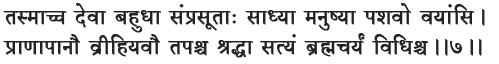 तस्माच्च देवा बहुधा संप्रसूताः साध्या मनुष्या पशवो वयांसि ।
प्राणापानौ व्रीहियवौ तपश्च श्रद्धा सत्यं ब्रह्मचर्यं विधिश्च ।।७।।